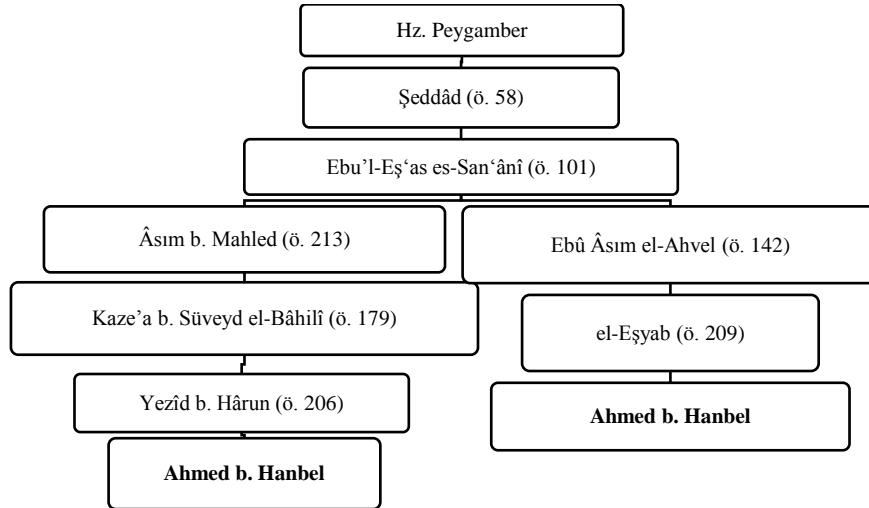 Hz. Peygamber
Şeddâd (ö. 58)
Ebu’l-Eş‘as es-San‘ânî (ö. 101)
Âsım b. Mahled (ö. 213)
Ebû Âsım el-Ahvel (ö. 142)
Kaze’a b. Süveyd el-Bâhilî (ö. 179)
el-Eşyab (ö. 209)
Yezîd b. Hârun (ö. 206)
Ahmed b. Hanbel
Ahmed b. Hanbel